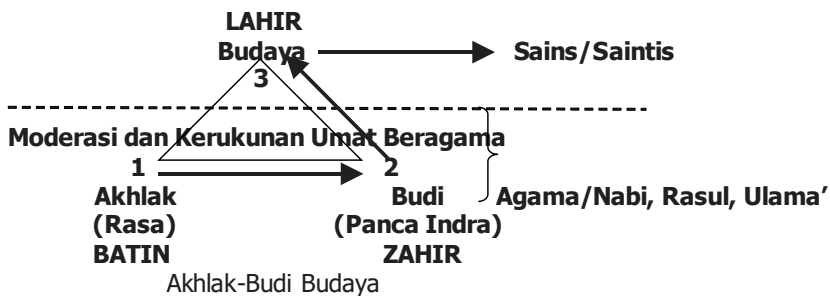 LAHIR
Budaya Sains/Saintis
3
Moderasi dan Kerukunan Umat Beragama
1 2
Akhlak Budi Agama/Nabi, Rasul, Ulama’
(Rasa) (Panca Indra)
BATIN ZAHIR
Akhlak-Budi Budaya